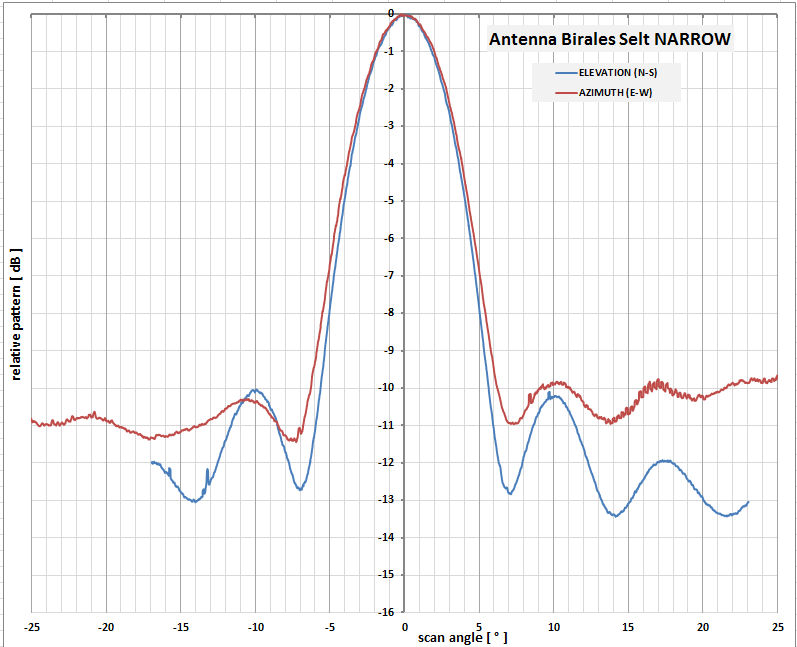 Antenna Birales Selt NARROW
ELEVATION (N-S)
AZIMUTH (E-W)
relative pattern [ dB ]
0
-1
-2
-3
-4
-5
-6
-7
-8
-9
-10
-11
-12
-13
-14
-15
-16
-25 -20 -15 -10 -5 0 5 10 15 20 25
scan angle [ ° ]